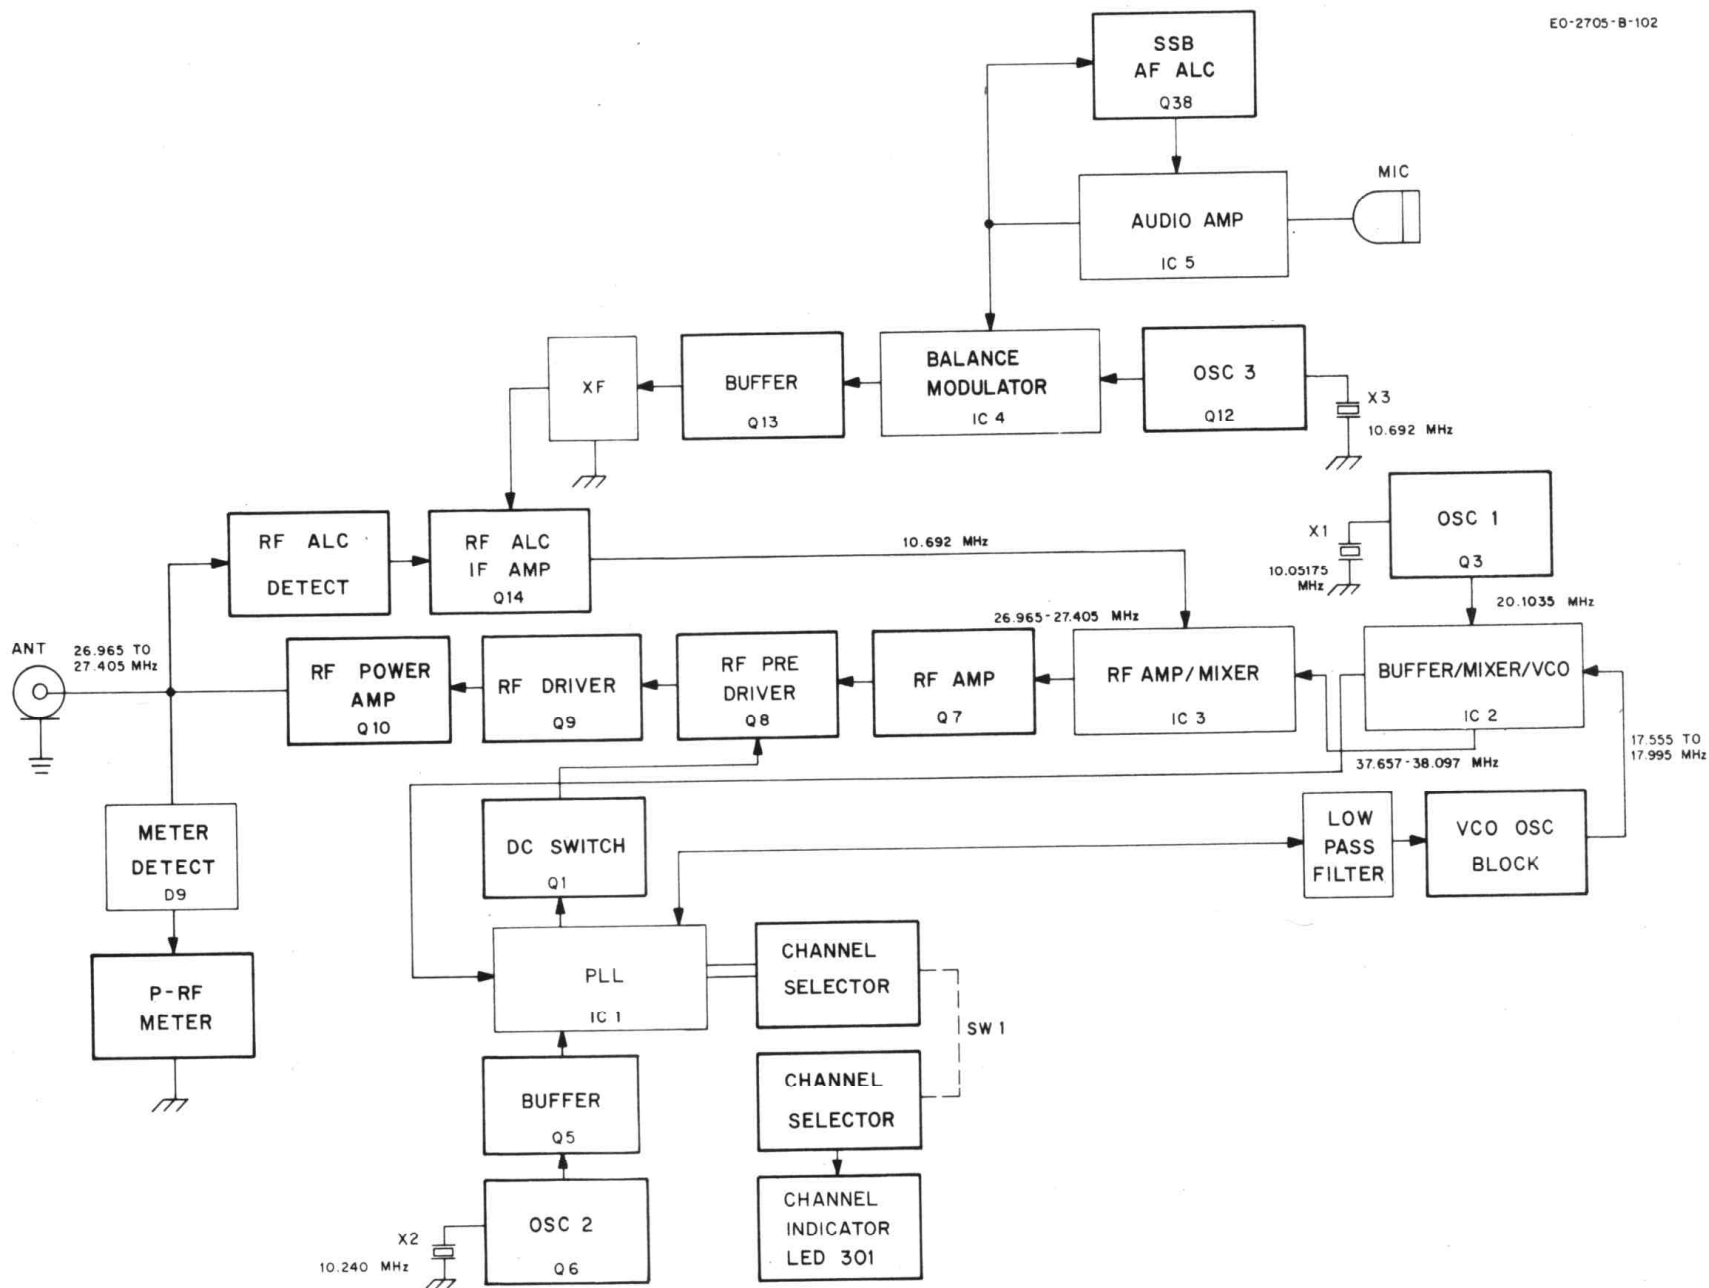 EO-2705-B-102
SSB
AF ALC
Q38
MIC
AUDIO AMP
IC 5
XF
BUFFER
Q13
BALANCE
MODULATOR
IC 4
OSC 3
Q12
X3
10.692 MHz
RF ALC
DETECT
RF ALC
IF AMP
Q14
10.692 MHz
X1
10.05175
MHz
OSC 1
Q3
20.1035 MHz
26.965-27.405 MHz
ANT
26.965 TO
27.405 MHz
RF POWER
AMP
Q10
RF DRIVER
Q9
RF PRE
DRIVER
Q8
RF AMP
Q7
RF AMP/MIXER
IC 3
BUFFER/MIXER/VCO
IC 2
17.555 TO
17.995 MHz
37.657-38.097 MHz
METER
DETECT
D9
DC SWITCH
Q1
LOW
PASS
FILTER
VCO OSC
BLOCK
P-RF
METER
PLL
IC 1
CHANNEL
SELECTOR
SW 1
BUFFER
Q5
CHANNEL
SELECTOR
X2
10.240 MHz
OSC 2
Q6
CHANNEL
INDICATOR
LED 301